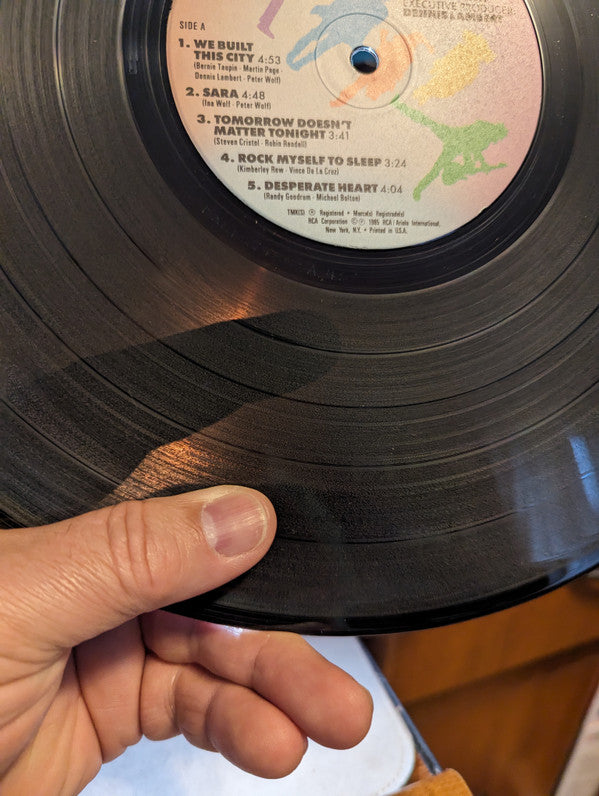 EXECUTIVE PRODUCER:
DENNIS LAMBERT
SIDE A
1. WE BUILT
THIS CITY 4:53
(Bernie Taupin · Martin Page
Dennis Lambert · Peter Wolf)
2. SARA 4:48
(Ina Wolf · Peter Wolf)
3. TOMORROW DOESN'T
MATTER TONIGHT 3:41
(Steven Cristol · Robin Randall)
4. ROCK MYSELF TO SLEEP 3:24
(Kimberley Rew · Vince De La Cruz)
5. DESPERATE HEART 4:04
(Randy Goodrum · Michael Bolton)
TMK(S) ® Registered • Marca(s) Registrada(s)
RCA Corporation © ℗ 1985 RCA/Ariola International,
New York, N.Y. • Printed in U.S.A.